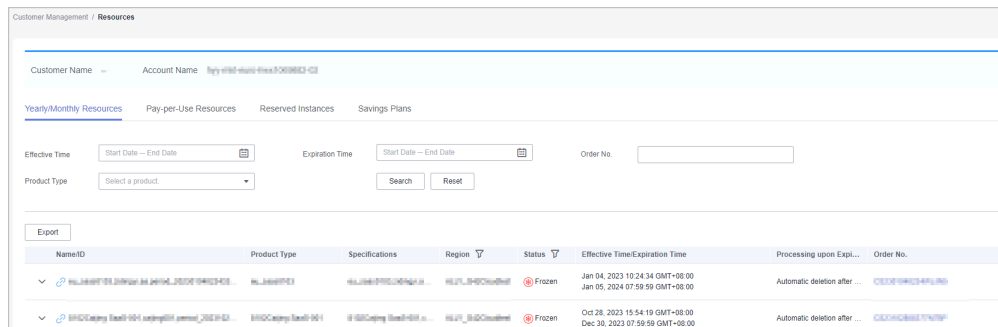 Customer Management / Resources
Customer Name -- Account Name
Yearly/Monthly Resources Pay-per-Use Resources Reserved Instances Savings Plans
Effective Time Start Date – End Date Expiration Time Start Date – End Date Order No.
Product Type Select a product. Search Reset
Export
Name/ID Product Type Specifications Region Status Effective Time/Expiration Time Processing upon Expi... Order No.
Frozen Jan 04, 2023 10:24:34 GMT+08:00 Automatic deletion after ...
Jan 05, 2024 07:59:59 GMT+08:00
Frozen Oct 28, 2023 15:54:19 GMT+08:00 Automatic deletion after ...
Dec 30, 2023 07:59:59 GMT+08:00